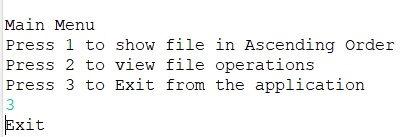 Main Menu
Press 1 to show file in Ascending Order
Press 2 to view file operations
Press 3 to Exit from the application
3
Exit